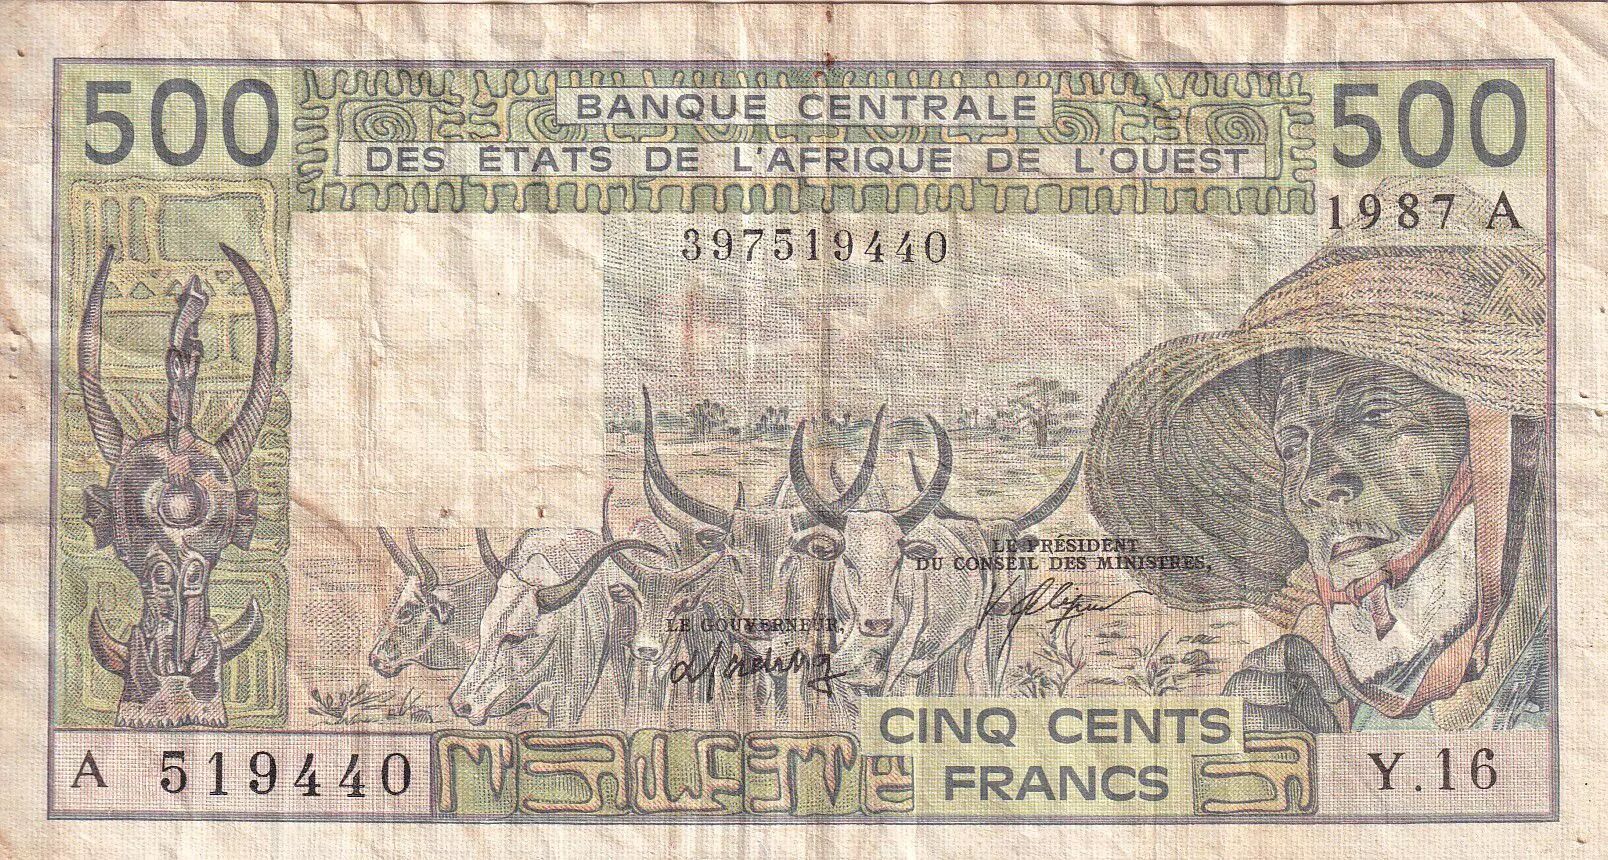 500
BANQUE CENTRALE
500
DES ÉTATS DE L'AFRIQUE DE L'OUEST
1987 A
397519440
LE PRÉSIDENT
DU CONSEIL DES MINISTRES,
LE GOUVERNEUR,
CINQ CENTS
FRANCS
A 519440
Y.16